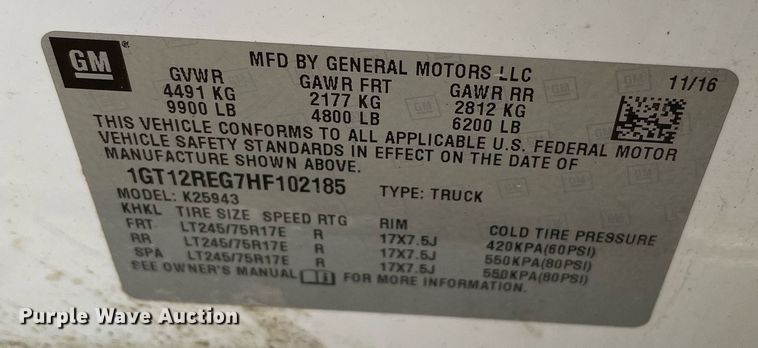 GM
MFD BY GENERAL MOTORS LLC
GVWR GAWR FRT GAWR RR 11/16
4491 KG 2177 KG 2812 KG
9900 LB 4800 LB 6200 LB
THIS VEHICLE CONFORMS TO ALL APPLICABLE U.S. FEDERAL MOTOR
VEHICLE SAFETY STANDARDS IN EFFECT ON THE DATE OF
MANUFACTURE SHOWN ABOVE.
1GT12REG7HF102185 TYPE: TRUCK
MODEL: K25943
KHKL TIRE SIZE SPEED RTG RIM COLD TIRE PRESSURE
FRT LT245/75R17E R 17X7.5J 420KPA(60PSI)
RR LT245/75R17E R 17X7.5J 550KPA(80PSI)
SPA LT245/75R17E R 17X7.5J 550KPA(80PSI)
SEE OWNER'S MANUAL FOR MORE INFORMATION.
Purple Wave Auction